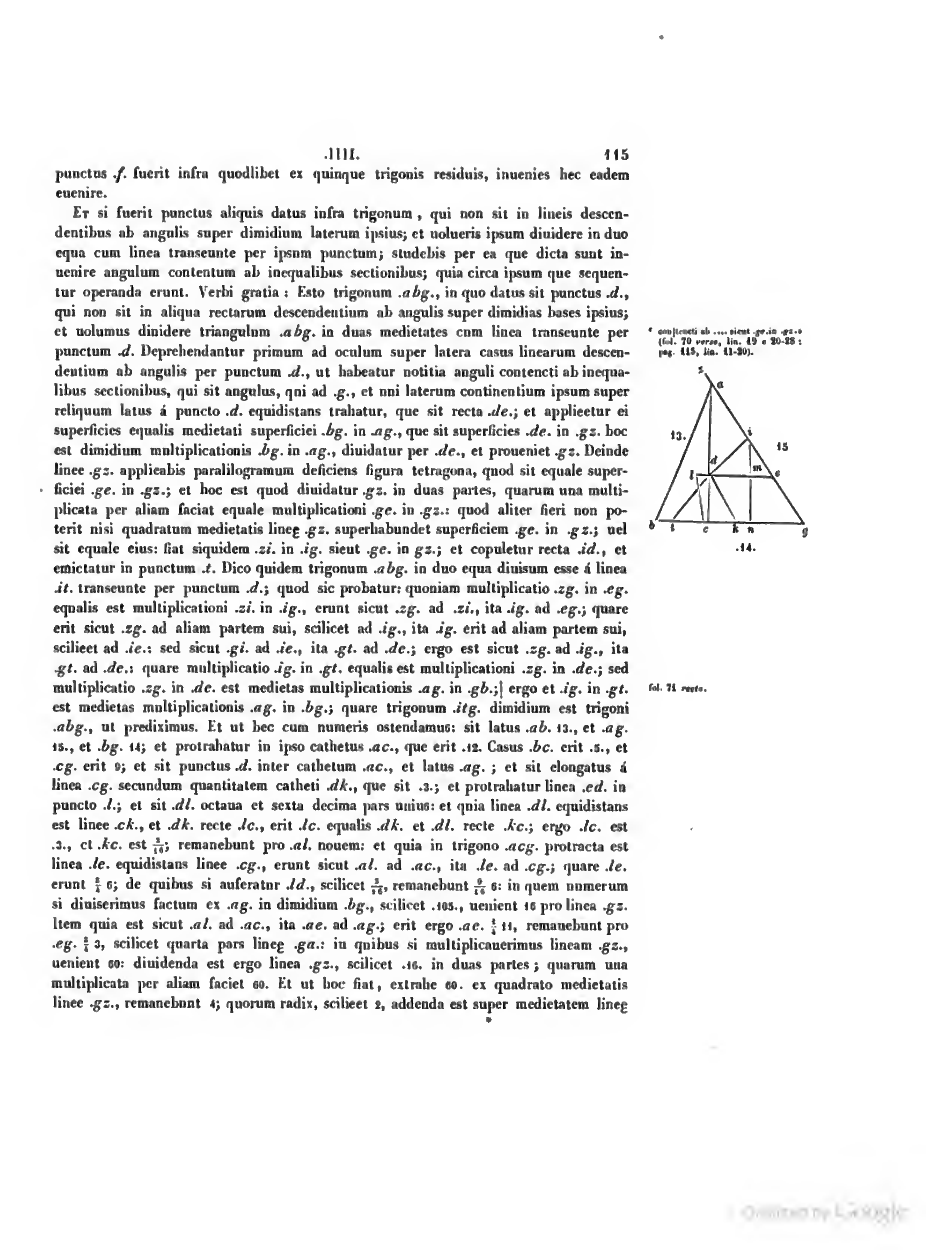 .IIII. 115
punctus .f. fuerit infra quodlibet ex quinque trigonis residuis, inuenies hec eadem
euenire.
ET si fuerit punctus aliquis datus infra trigonum, qui non sit in lineis descen-
dentibus ab angulis super dimidium laterum ipsius; et uolueris ipsum diuidere in duo
equa cum linea transeunte per ipsum punctum; studebis per ea que dicta sunt in-
uenire angulum contentum ab inequalibus sectionibus; quia circa ipsum que sequen-
tur operanda erunt. Verbi gratia: Esto trigonum .abg., in quo datus sit punctus .d.,
qui non sit in aliqua rectarum descendentium ab angulis super dimidias bases ipsius;
et uolumus diuidere triangulum .abg. in duas medietates cum linea transeunte per
punctum .d. Deprehendantur primum ad oculum super latera casus linearum descen-
dentium ab angulis per punctum .d., ut habeatur notitia anguli contencti ab inequa-
libus sectionibus, qui sit angulus, qui ad .g., et uni laterum continentium ipsum super
reliquum latus á puncto .d. equidistans trahatur, que sit recta .de.; et applicetur ei
superficies equalis medietati superficiei .bg. in .ag., que sit superficies .de. in .gz. hoc
est dimidium multiplicationis .bg. in .ag., diuidatur per .de., et proueniet .gz. Deinde
linee .gz. applicabis paralilogramum deficiens figura tetragona, quod sit equale super-
ficiei .ge. in .gz.; et hoc est quod diuidatur .gz. in duas partes, quarum una multi-
plicata per aliam faciat equale multiplicationi .ge. in .gz.: quod aliter fieri non po-
terit nisi quadratum medietatis lineę .gz. superhabundet superficiem .ge. in .gz.; uel
sit equale eius: fiat siquidem .zi. in .ig. sicut .ge. in gz.; et copuletur recta .id., et
emictatur in punctum .t. Dico quidem trigonum .abg. in duo equa diuisum esse á linea
.it. transeunte per punctum .d.; quod sic probatur: quoniam multiplicatio .zg. in .eg.
equalis est multiplicationi .zi. in .ig., erunt sicut .zg. ad .zi., ita .ig. ad .eg.; quare
erit sicut .zg. ad aliam partem sui, scilicet ad .ig., ita .ig. erit ad aliam partem sui,
scilicet ad .ie.: sed sicut .gi. ad .ie., ita .gt. ad .de.; ergo est sicut .zg. ad .ig., ita
.gt. ad .de.: quare multiplicatio .ig. in .gt. equalis est multiplicationi .zg. in .de.; sed
multiplicatio .zg. in .de. est medietas multiplicationis .ag. in .gb.;| ergo et .ig. in .gt.
est medietas multiplicationis .ag. in .bg.; quare trigonum .itg. dimidium est trigoni
.abg., ut prediximus. Et ut hec cum numeris ostendamus: sit latus .ab. 13., et .ag.
15., et .bg. 14; et protrahatur in ipso cathetus .ac., que erit .12. Casus .bc. erit .5., et
.cg. erit 9; et sit punctus .d. inter cathetum .ac., et latus .ag. ; et sit elongatus á
linea .cg. secundum quantitatem catheti .dk., que sit .3.; et protrahatur linea .ed. in
puncto .l.; et sit .dl. octaua et sexta decima pars unius: et quia linea .dl. equidistans
est linee .ck., et .dk. recte .lc., erit .lc. equalis .dk. et .dl. recte .kc.; ergo .lc. est
.3., et .kc. est 3/16; remanebunt pro .al. nouem: et quia in trigono .acg. protracta est
linea .le. equidistans linee .cg., erunt sicut .al. ad .ac., ita .le. ad .cg.; quare .le.
erunt 3/4 6; de quibus si auferatur .ld., scilicet 3/16, remanebunt 9/16 6: in quem numerum
si diuiserimus factum ex .ag. in dimidium .bg., scilicet .105., uenient 16 pro linea .gz.
Item quia est sicut .al. ad .ac., ita .ae. ad .ag.; erit ergo .ae. 1/4 11, remanebunt pro
.eg. 3/4 3, scilicet quarta pars lineę .ga.: in quibus si multiplicauerimus lineam .gz.,
uenient 60: diuidenda est ergo linea .gz., scilicet .16. in duas partes; quarum una
multiplicata per aliam faciet 60. Et ut hoc fiat, extrahe 60. ex quadrato medietatis
linee .gz., remanebunt 4; quorum radix, scilicet 2, addenda est super medietatem lineę
* con|tencti ab .... sicut .ge.in .gz.»
(fol. 70 verso, lin. 19 e 20-28 :
pag. 115, lin. 11-20).
z
a
13.
i
15
d
m
l
e
b
t
c
k
n
g
.14.
fol. 71 recto.
Digitized by Google